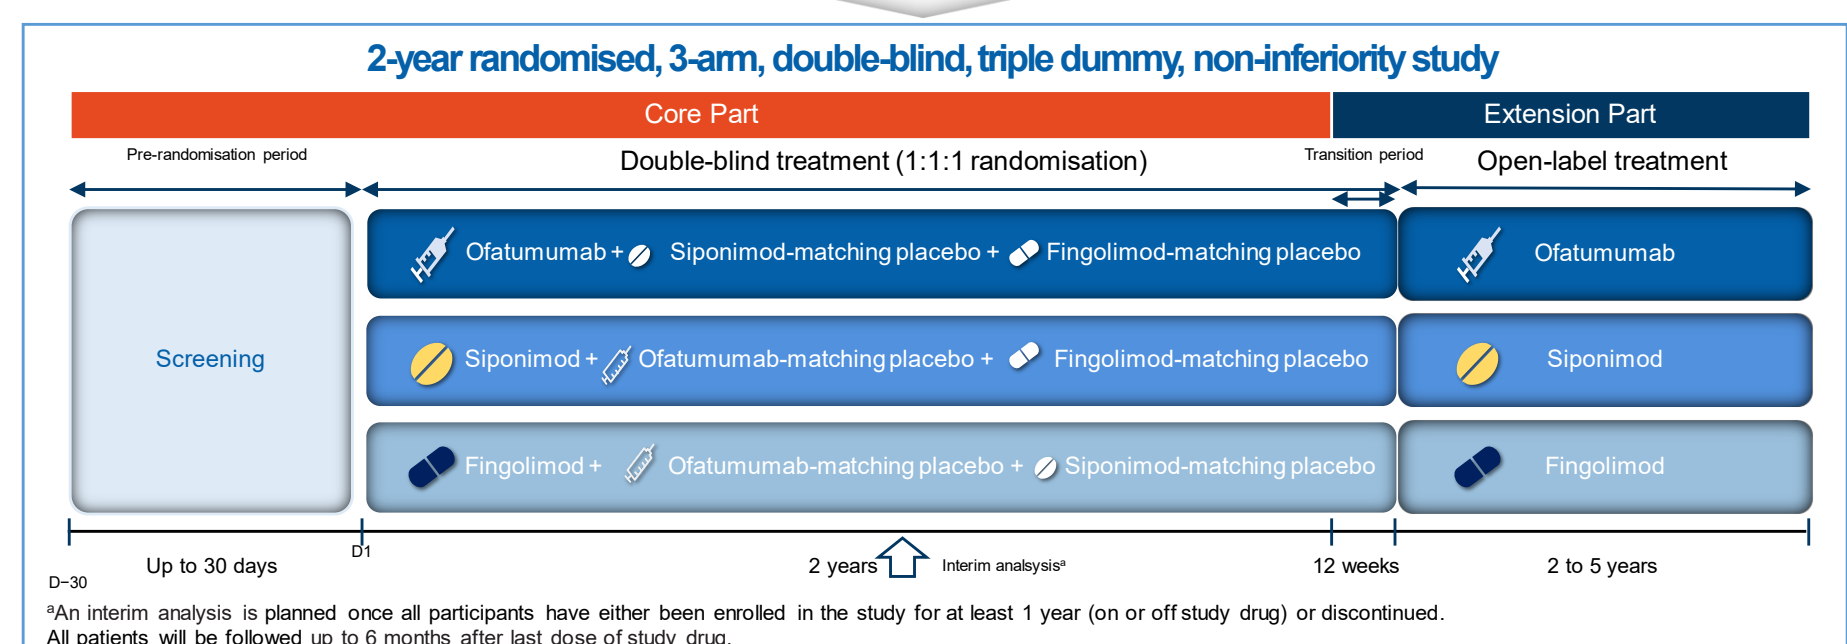 2-year randomised, 3-arm, double-blind, triple dummy, non-inferiority study
Core Part
Extension Part
Pre-randomisation period
Double-blind treatment (1:1:1 randomisation)
Transition period
Open-label treatment
Screening
Ofatumumab + Siponimod-matching placebo + Fingolimod-matching placebo
Ofatumumab
Siponimod + Ofatumumab-matching placebo + Fingolimod-matching placebo
Siponimod
Fingolimod + Ofatumumab-matching placebo + Siponimod-matching placebo
Fingolimod
D1
Up to 30 days
2 years
Interim analsysisᵃ
12 weeks
2 to 5 years
D−30
ᵃAn interim analysis is planned once all participants have either been enrolled in the study for at least 1 year (on or off study drug) or discontinued.
All patients will be followed up to 6 months after last dose of study drug.